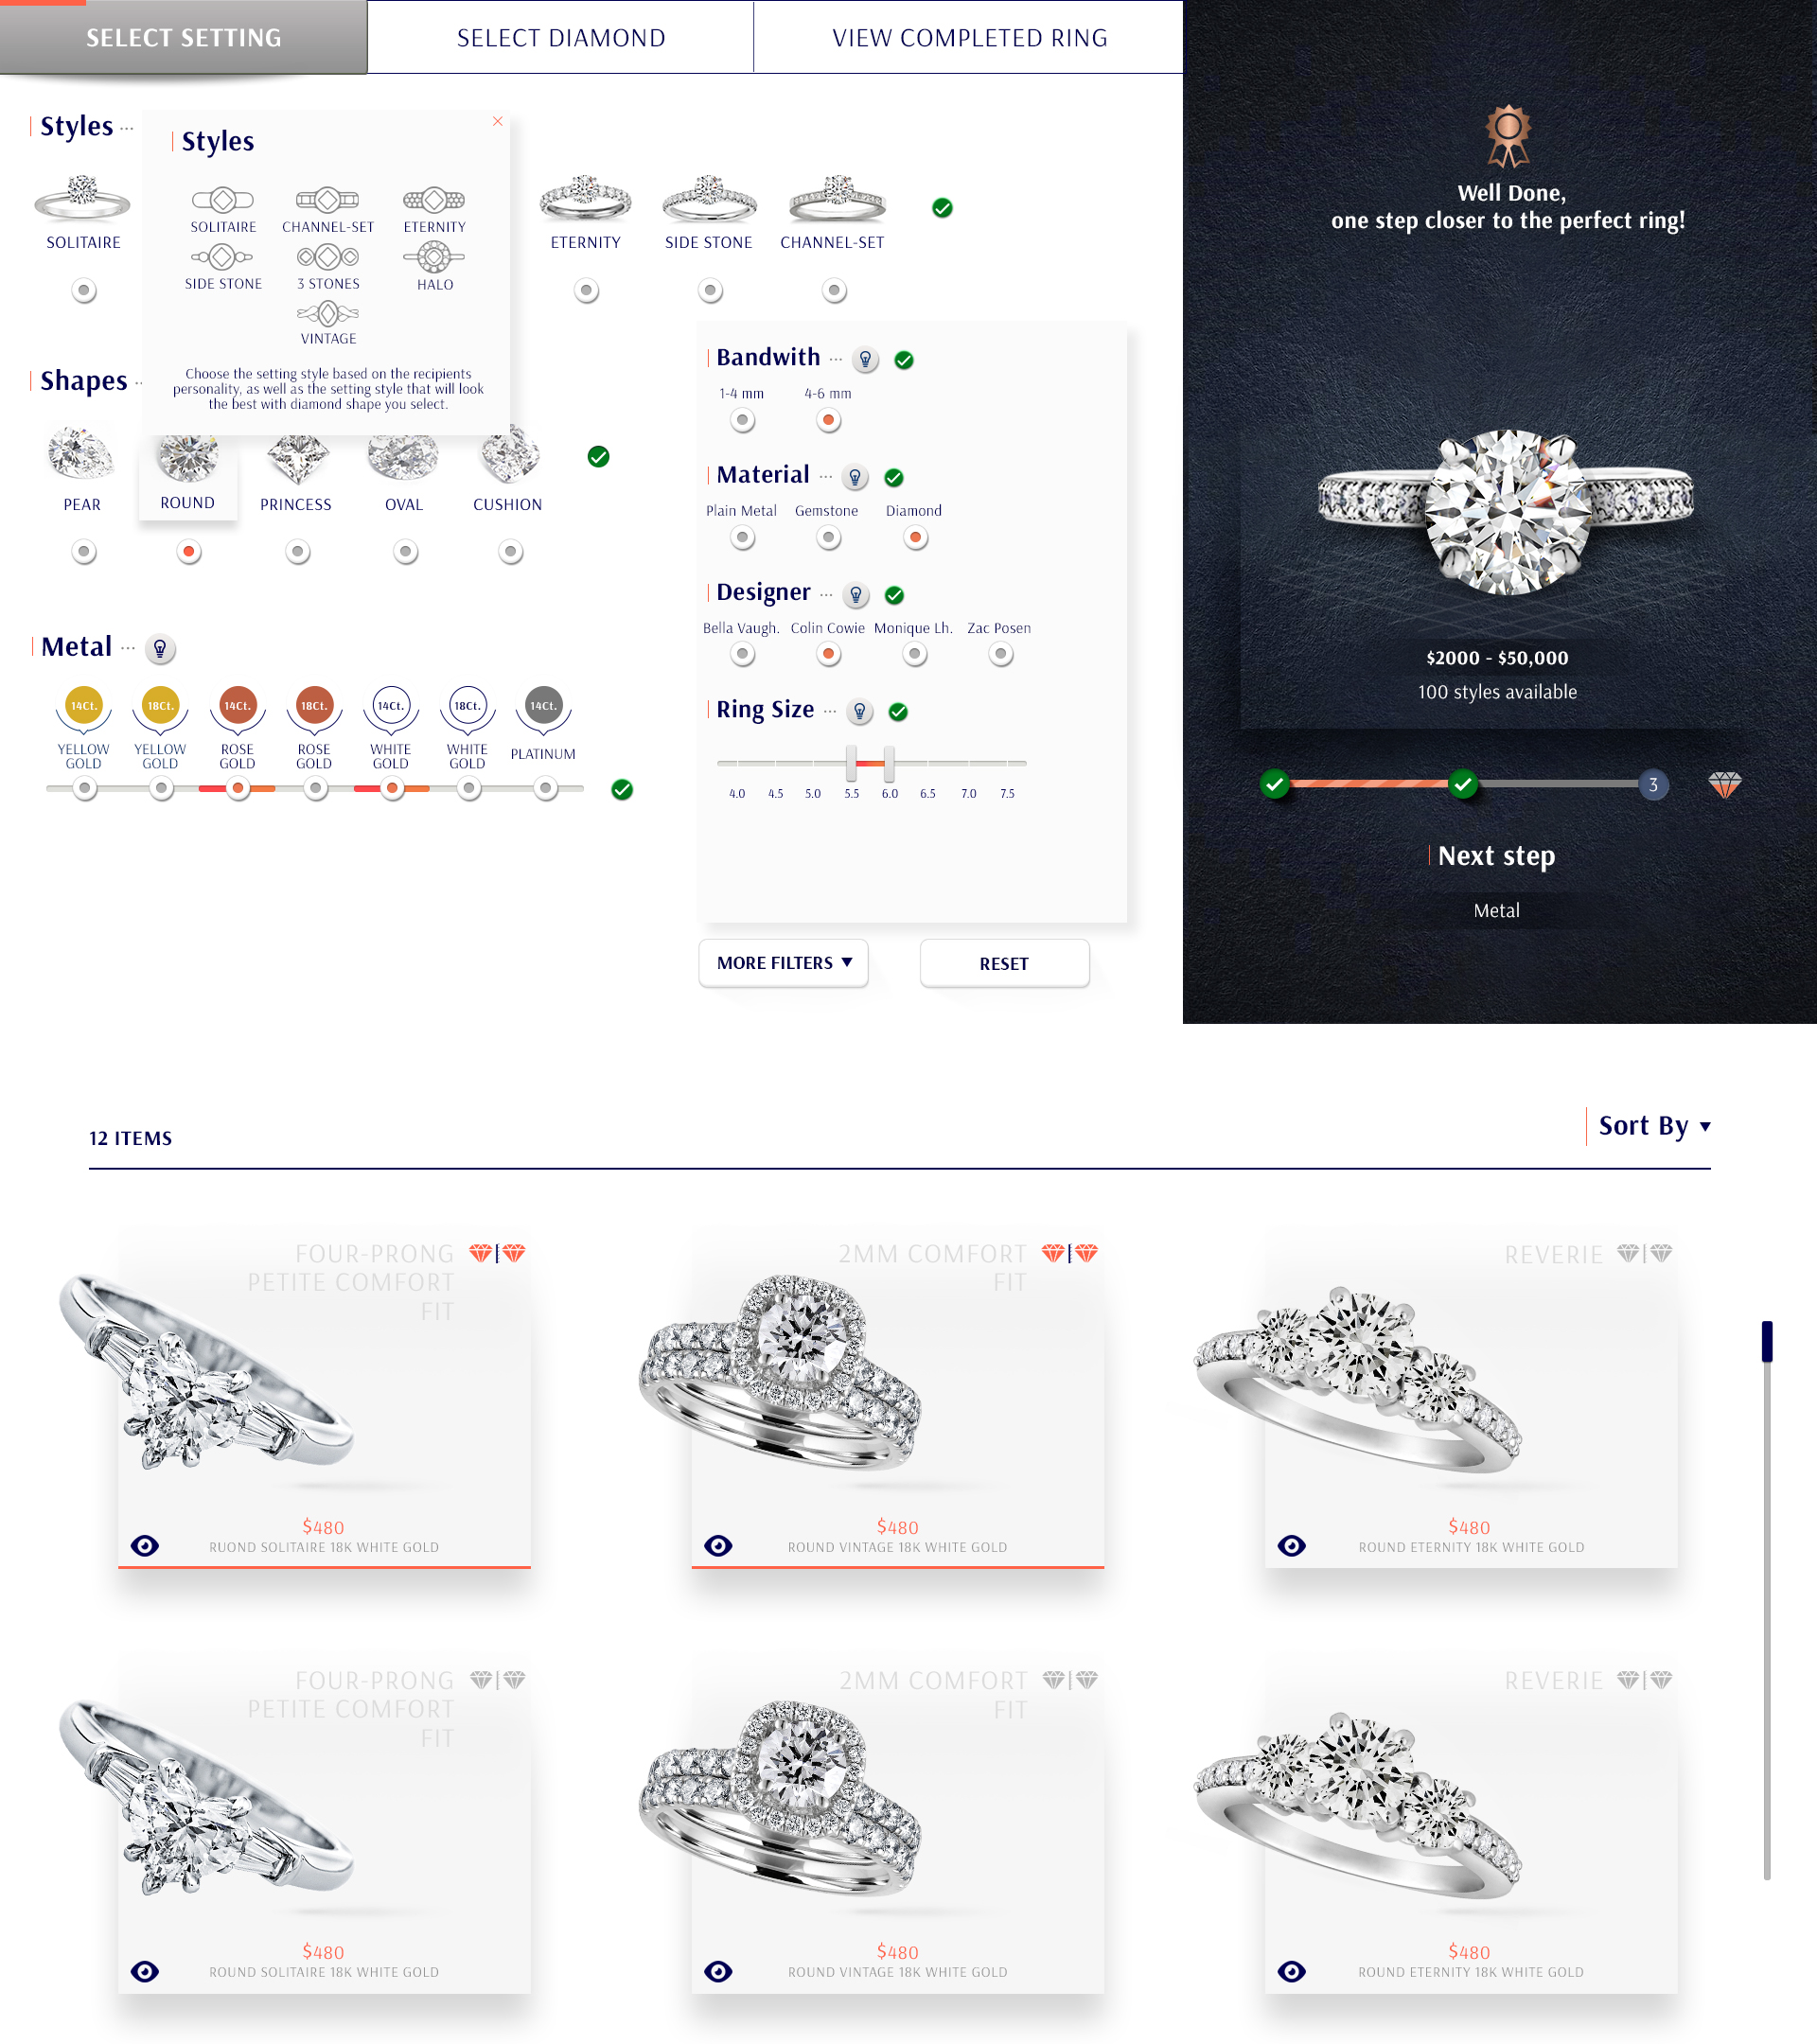 SELECT SETTING
SELECT DIAMOND
VIEW COMPLETED RING
Styles ...
SOLITAIRE
ETERNITY
SIDE STONE
CHANNEL-SET
×
Styles
SOLITAIRE
CHANNEL-SET
ETERNITY
SIDE STONE
3 STONES
HALO
VINTAGE
Choose the setting style based on the recipients
personality, as well as the setting style that will look
the best with diamond shape you select.
Shapes
PEAR
ROUND
PRINCESS
OVAL
CUSHION
Metal ...
14Ct.
18Ct.
14Ct.
18Ct.
14Ct.
18Ct.
14Ct.
YELLOW
GOLD
YELLOW
GOLD
ROSE
GOLD
ROSE
GOLD
WHITE
GOLD
WHITE
GOLD
PLATINUM
Bandwith ...
1-4 mm
4-6 mm
Material ...
Plain Metal
Gemstone
Diamond
Designer ...
Bella Vaugh.
Colin Cowie
Monique Lh.
Zac Posen
Ring Size ...
4.0
4.5
5.0
5.5
6.0
6.5
7.0
7.5
MORE FILTERS ▼
RESET
Well Done,
one step closer to the perfect ring!
$2000 - $50,000
100 styles available
3
Next step
Metal
12 ITEMS
Sort By ▼
FOUR-PRONG
PETITE COMFORT
FIT
$480
RUOND SOLITAIRE 18K WHITE GOLD
2MM COMFORT
FIT
$480
ROUND VINTAGE 18K WHITE GOLD
REVERIE
$480
ROUND ETERNITY 18K WHITE GOLD
FOUR-PRONG
PETITE COMFORT
FIT
$480
ROUND SOLITAIRE 18K WHITE GOLD
2MM COMFORT
FIT
$480
ROUND VINTAGE 18K WHITE GOLD
REVERIE
$480
ROUND ETERNITY 18K WHITE GOLD